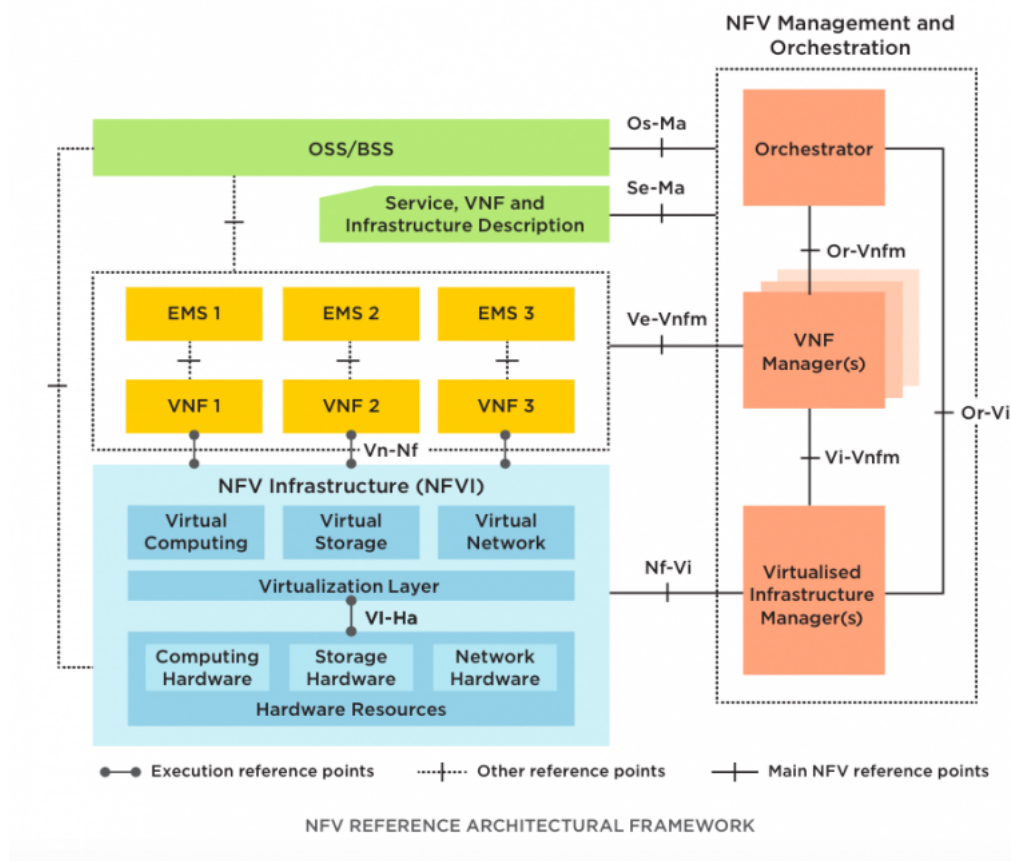 NFV Management and
Orchestration
Os-Ma
OSS/BSS
Orchestrator
Se-Ma
Service, VNF and
Infrastructure Description
Or-Vnfm
EMS 1
EMS 2
EMS 3
Ve-Vnfm
VNF
Manager(s)
VNF 1
VNF 2
VNF 3
Or-Vi
Vn-Nf
Vi-Vnfm
NFV Infrastructure (NFVI)
Virtual
Computing
Virtual
Storage
Virtual
Network
Nf-Vi
Virtualised
Infrastructure
Manager(s)
Virtualization Layer
VI-Ha
Computing
Hardware
Storage
Hardware
Network
Hardware
Hardware Resources
Execution reference points
Other reference points
Main NFV reference points
NFV REFERENCE ARCHITECTURAL FRAMEWORK